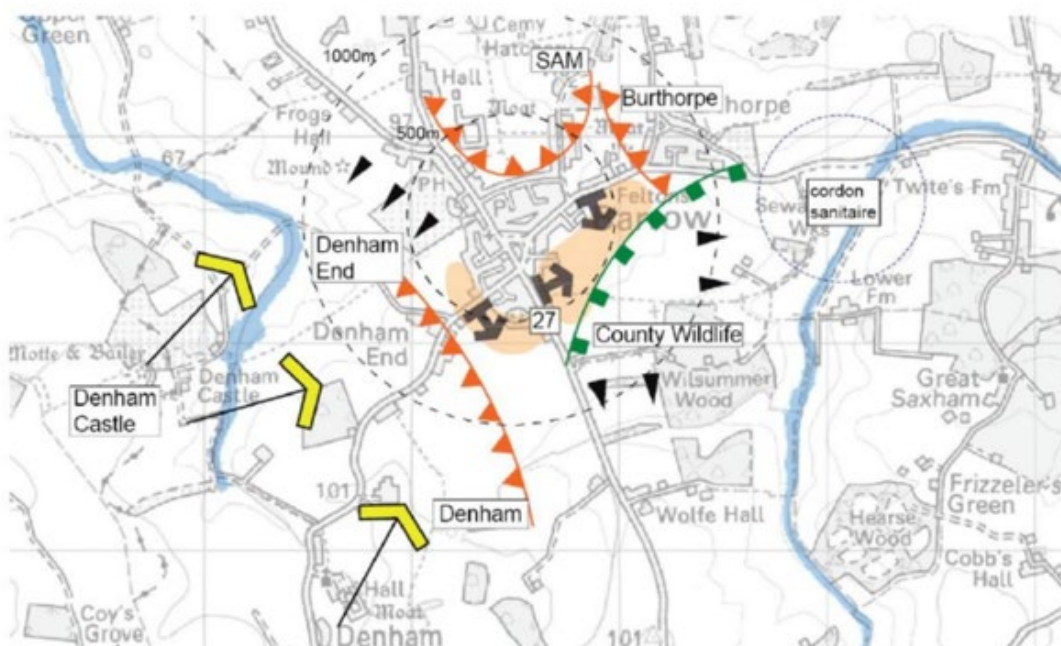 Green
Cemy
1000m
Hall
SAM
Moat
Burthorpe
Frogs
Hall
97
500m
67
Mound
PH
Feltons
cordon
sanitaire
Twite's Fm
Denham
End
Lower
Fm
27
County Wildlife
Denham
End
Motte & Bailey
Denham
Castle
Denham
Castle
Wilsummer
Wood
Great
Saxham
101
Denham
Wolfe Hall
Frizzeler's
Green
Hearse
Wood
Cobb's
Hall
Hall
Moat
Coy's
Grove
Denham
101